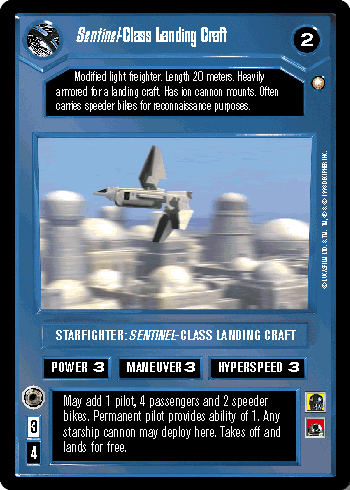 Sentinel-Class Landing Craft
2
Modified light freighter. Length 20 meters. Heavily
armored for a landing craft. Has ion cannon mounts. Often
carries speeder bikes for reconnaissance purposes.
STARFIGHTER: SENTINEL-CLASS LANDING CRAFT
POWER 3 MANEUVER 3 HYPERSPEED 3
May add 1 pilot, 4 passengers and 2 speeder
bikes. Permanent pilot provides ability of 1. Any
starship cannon may deploy here. Takes off and
lands for free.
3
4